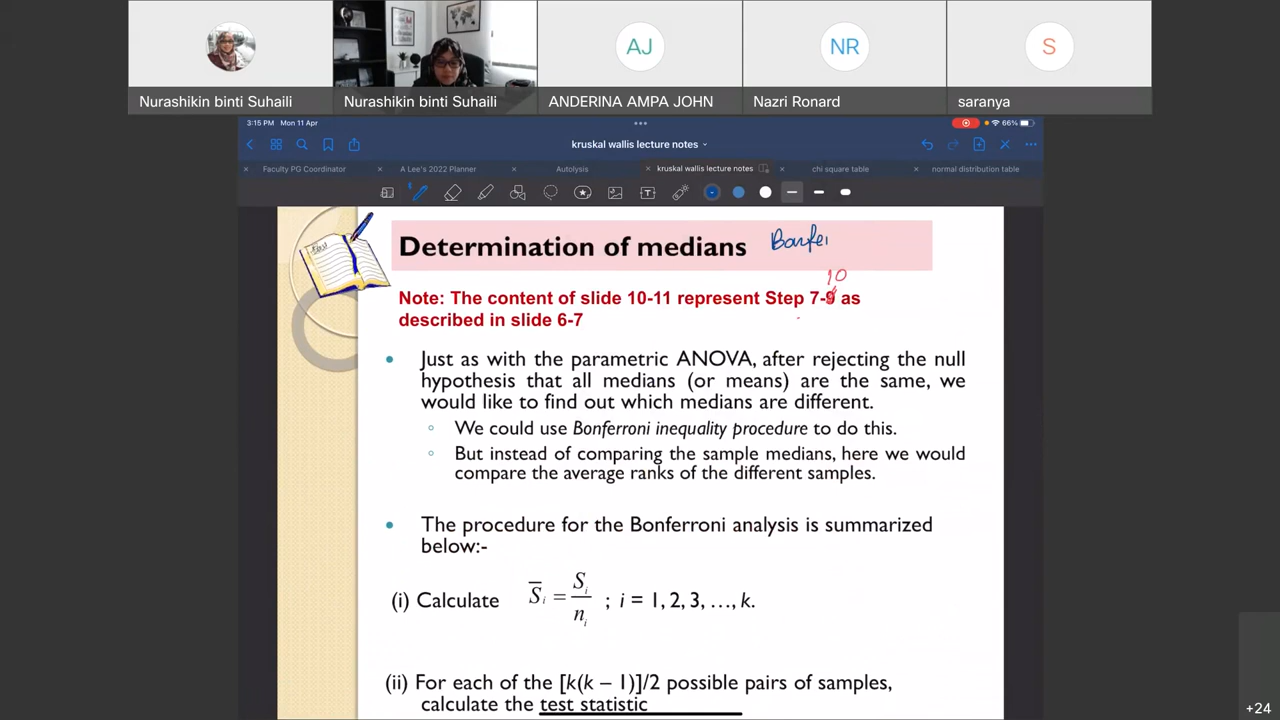 AJ
NR
S
Nurashikin binti Suhaili
Nurashikin binti Suhaili
ANDERINA AMPA JOHN
Nazri Ronard
saranya
3:15 PM Mon 11 Apr
66%
kruskal wallis lecture notes
Faculty PG Coordinator
A Lee's 2022 Planner
Autolysis
kruskal wallis lecture notes
chi square table
normal distribution table
Determination of medians
Bonfer
10
Note: The content of slide 10-11 represent Step 7-9 as
described in slide 6-7
• Just as with the parametric ANOVA, after rejecting the null
hypothesis that all medians (or means) are the same, we
would like to find out which medians are different.
◦ We could use Bonferroni inequality procedure to do this.
◦ But instead of comparing the sample medians, here we would
compare the average ranks of the different samples.
• The procedure for the Bonferroni analysis is summarized
below:-
(i) Calculate S̄ᵢ = Sᵢ / nᵢ ; i = 1, 2, 3, …, k.
(ii) For each of the [k(k – 1)]/2 possible pairs of samples,
calculate the test statistic
+24